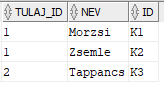 TULAJ_ID NEV ID
1 Morzsi K1
1 Zsemle K2
2 Tappancs K3